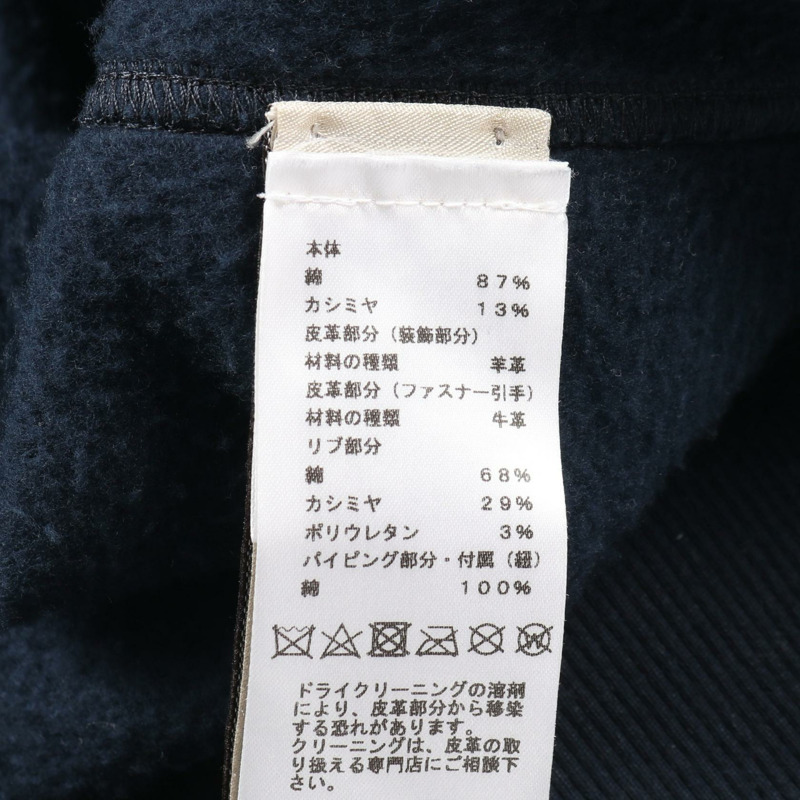 本体
綿 87%
カシミヤ 13%
皮革部分（装飾部分）
材料の種類 羊革
皮革部分（ファスナー引手）
材料の種類 牛革
リブ部分
綿 68%
カシミヤ 29%
ポリウレタン 3%
パイピング部分・付属（紐）
綿 100%
W
ドライクリーニングの溶剤
により、皮革部分から移染
する恐れがあります。
クリーニングは、皮革の取
り扱える専門店にご相談下
さい。